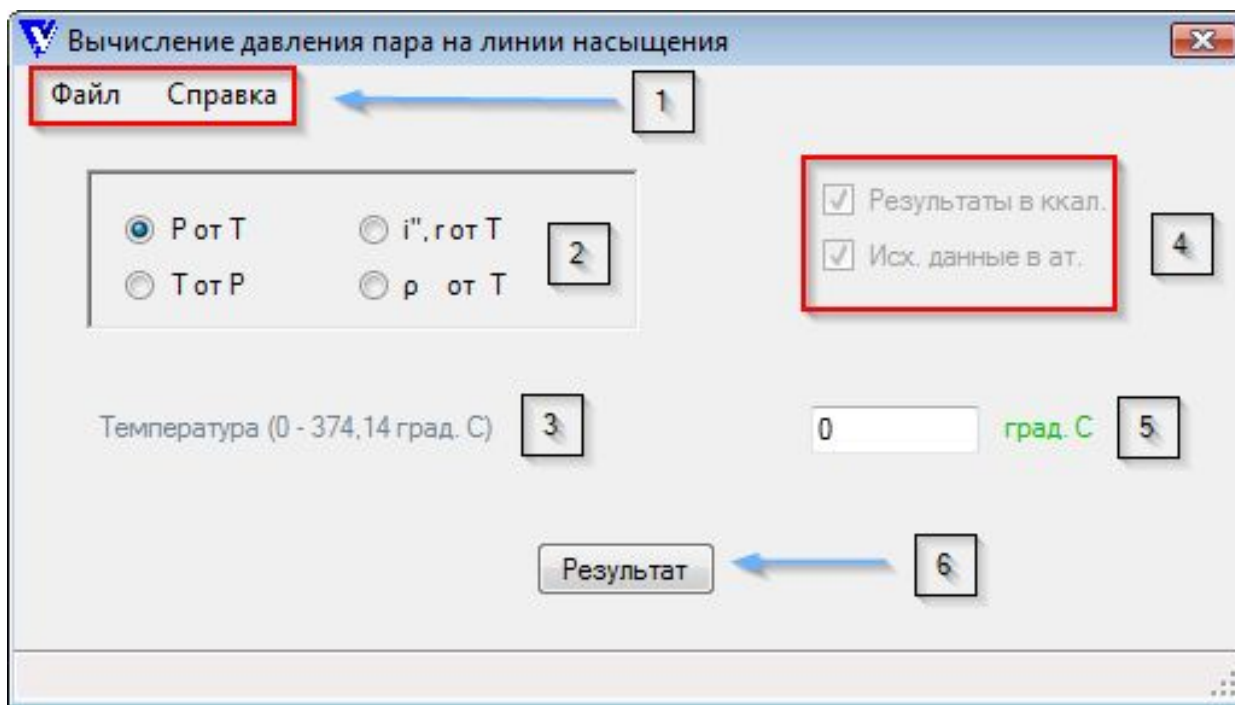 Вычисление давления пара на линии насыщения
Файл Справка
1
P от T i", r от T
2
T от P ρ от T
Результаты в ккал.
Исх. данные в ат.
4
Температура (0 - 374,14 град. C)
3
0 град. C
5
Результат
6